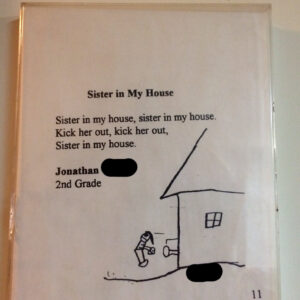 Sister in My House
Sister in my house, sister in my house.
Kick her out, kick her out,
Sister in my house.
Jonathan
2nd Grade
11